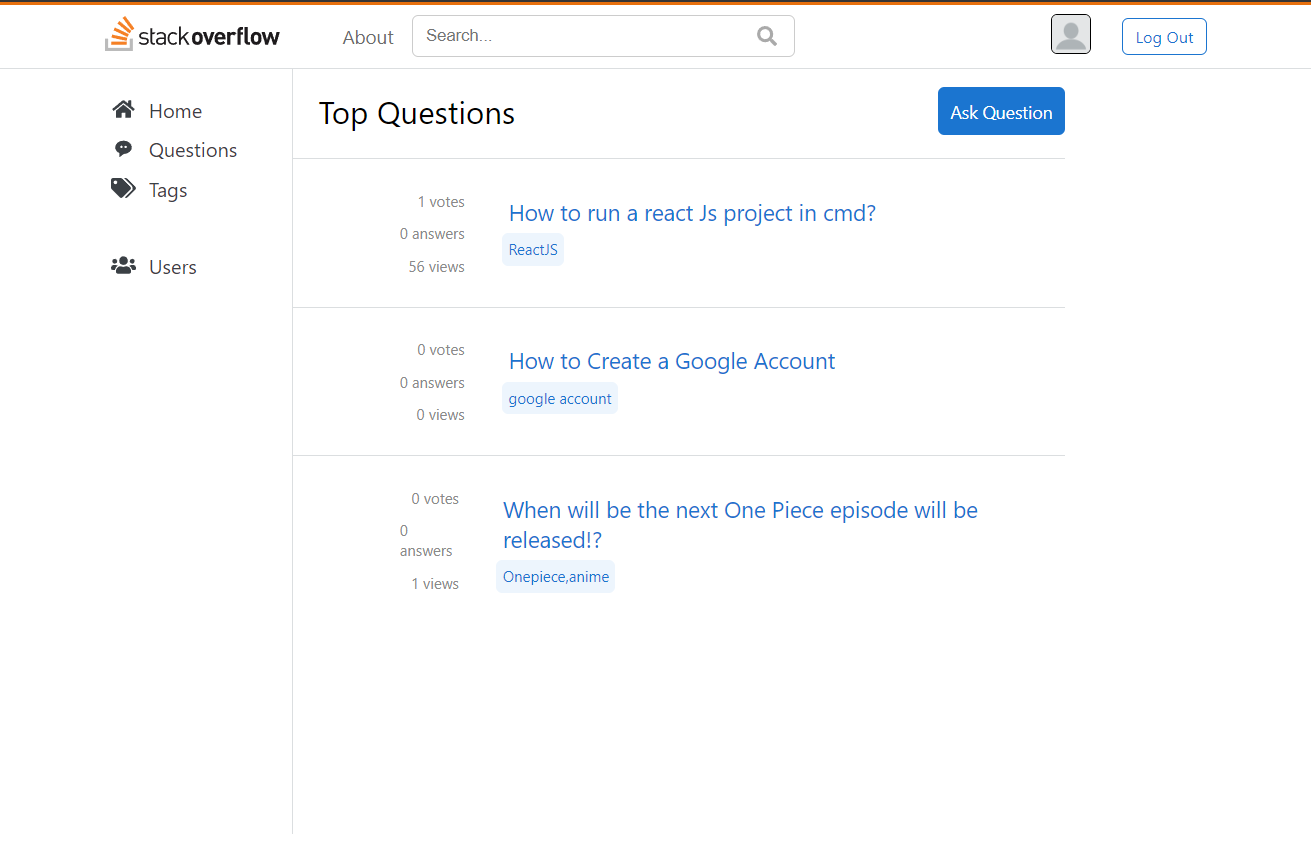 stackoverflow
About
Search...
Log Out
Home
Questions
Tags
Users
Top Questions
Ask Question
1 votes
0 answers
56 views
How to run a react Js project in cmd?
ReactJS
0 votes
0 answers
0 views
How to Create a Google Account
google account
0 votes
0
answers
1 views
When will be the next One Piece episode will be
released!?
Onepiece,anime